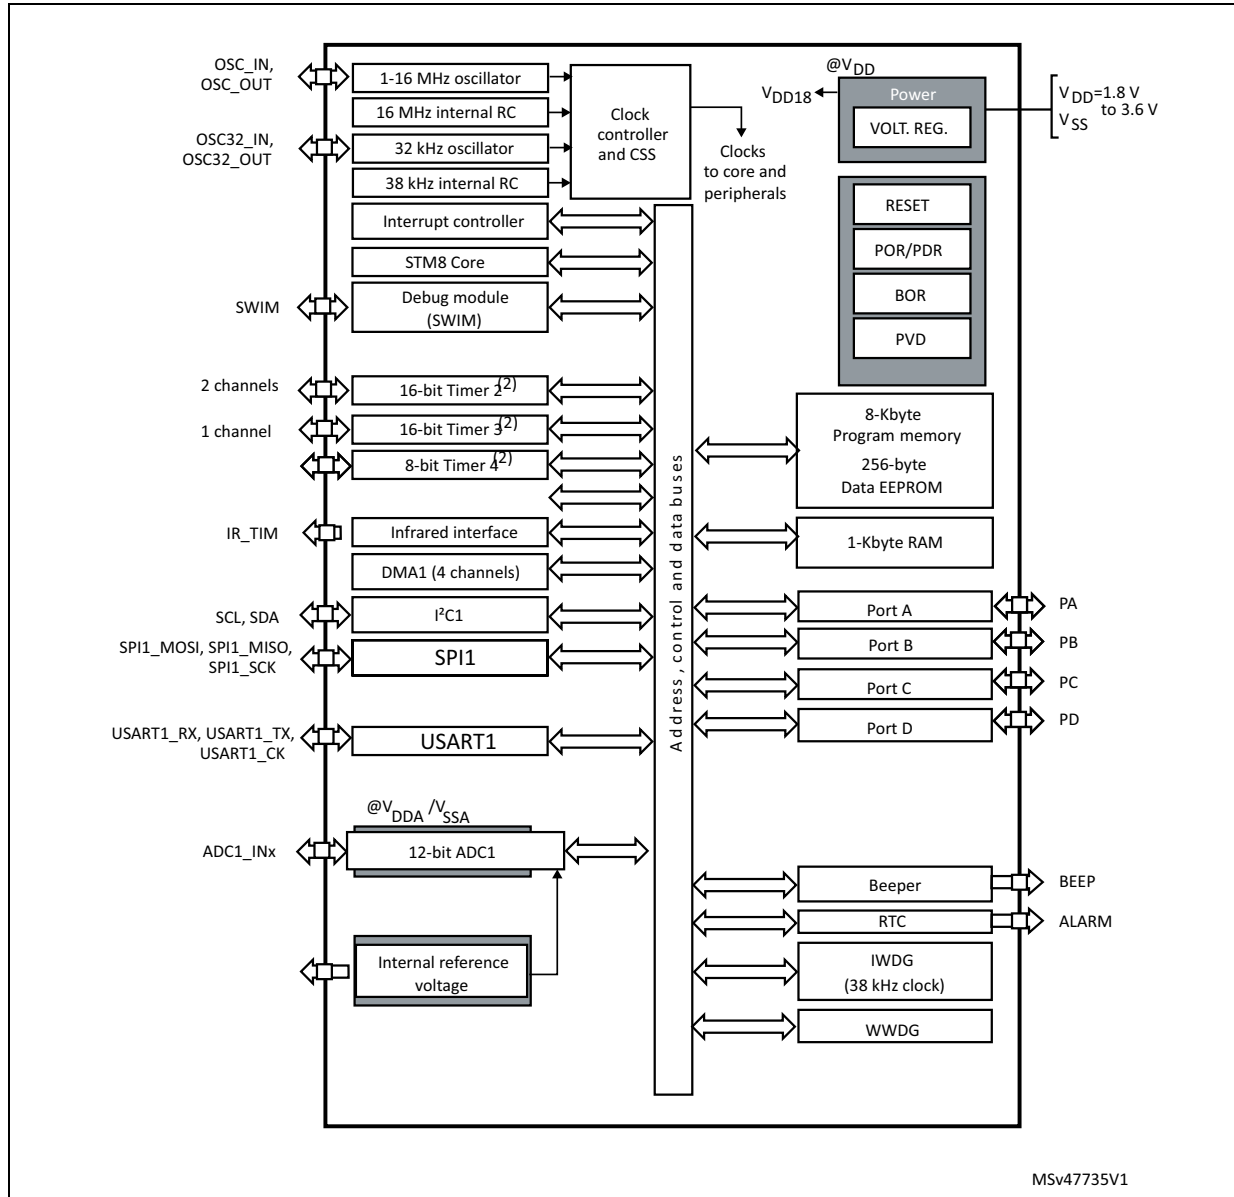 OSC_IN,
OSC_OUT
1-16 MHz oscillator
16 MHz internal RC
OSC32_IN,
OSC32_OUT
32 kHz oscillator
38 kHz internal RC
Clock
controller
and CSS
Clocks
to core and
peripherals
@VDD
VDD18
Power
VOLT. REG.
VDD=1.8 V
to 3.6 V
VSS
RESET
POR/PDR
BOR
PVD
Interrupt controller
STM8 Core
SWIM
Debug module
(SWIM)
2 channels
16-bit Timer 2(2)
1 channel
16-bit Timer 3(2)
8-bit Timer 4(2)
IR_TIM
Infrared interface
DMA1 (4 channels)
SCL, SDA
I²C1
SPI1_MOSI, SPI1_MISO,
SPI1_SCK
SPI1
USART1_RX, USART1_TX,
USART1_CK
USART1
@VDDA /VSSA
ADC1_INx
12-bit ADC1
Internal reference
voltage
Address, control and data buses
8-Kbyte
Program memory
256-byte
Data EEPROM
1-Kbyte RAM
Port A
PA
Port B
PB
Port C
PC
Port D
PD
Beeper
BEEP
RTC
ALARM
IWDG
(38 kHz clock)
WWDG
MSv47735V1